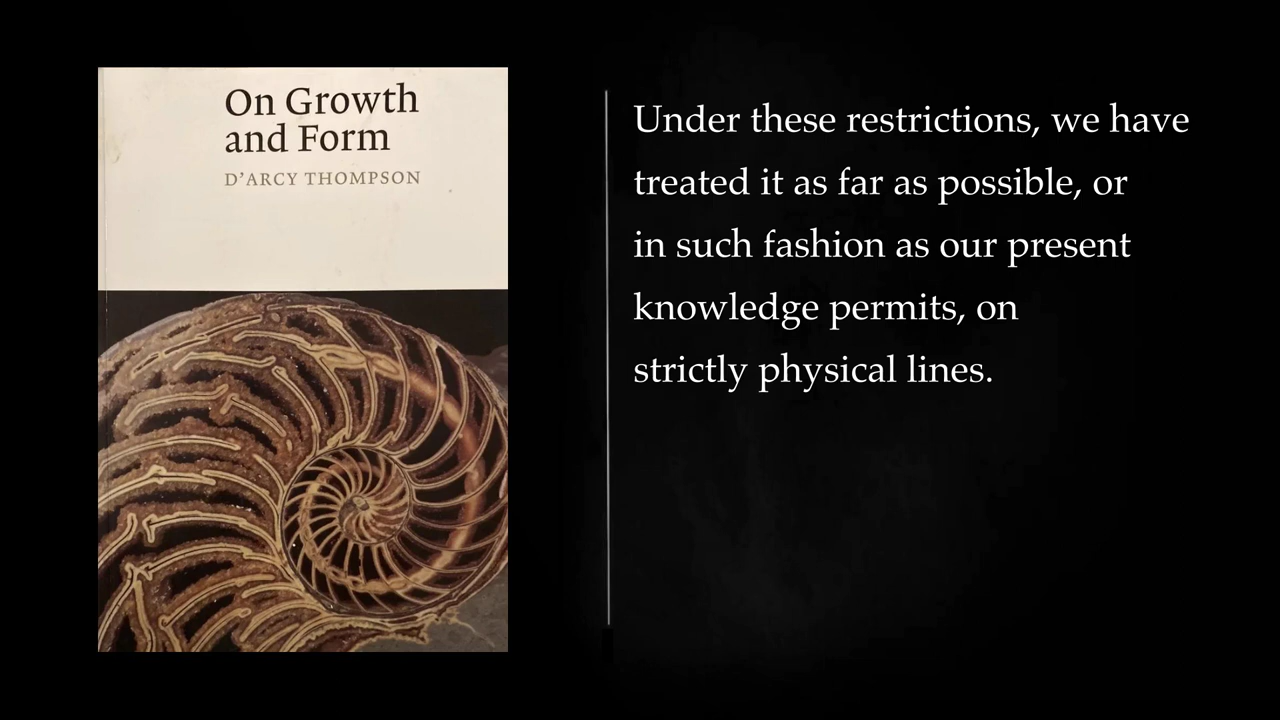 On Growth
and Form
D'ARCY THOMPSON
Under these restrictions, we have
treated it as far as possible, or
in such fashion as our present
knowledge permits, on
strictly physical lines.